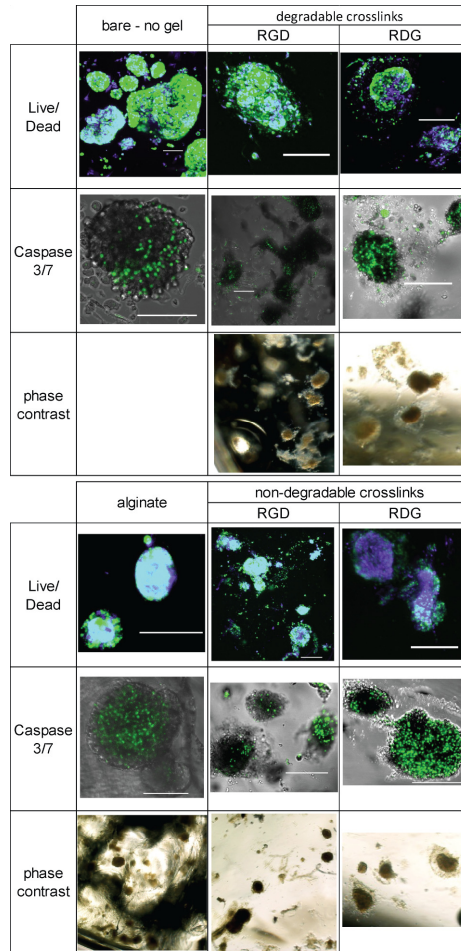 bare - no gel
degradable crosslinks
RGD
RDG
Live/
Dead
Caspase
3/7
phase
contrast
alginate
non-degradable crosslinks
RGD
RDG
Live/
Dead
Caspase
3/7
phase
contrast